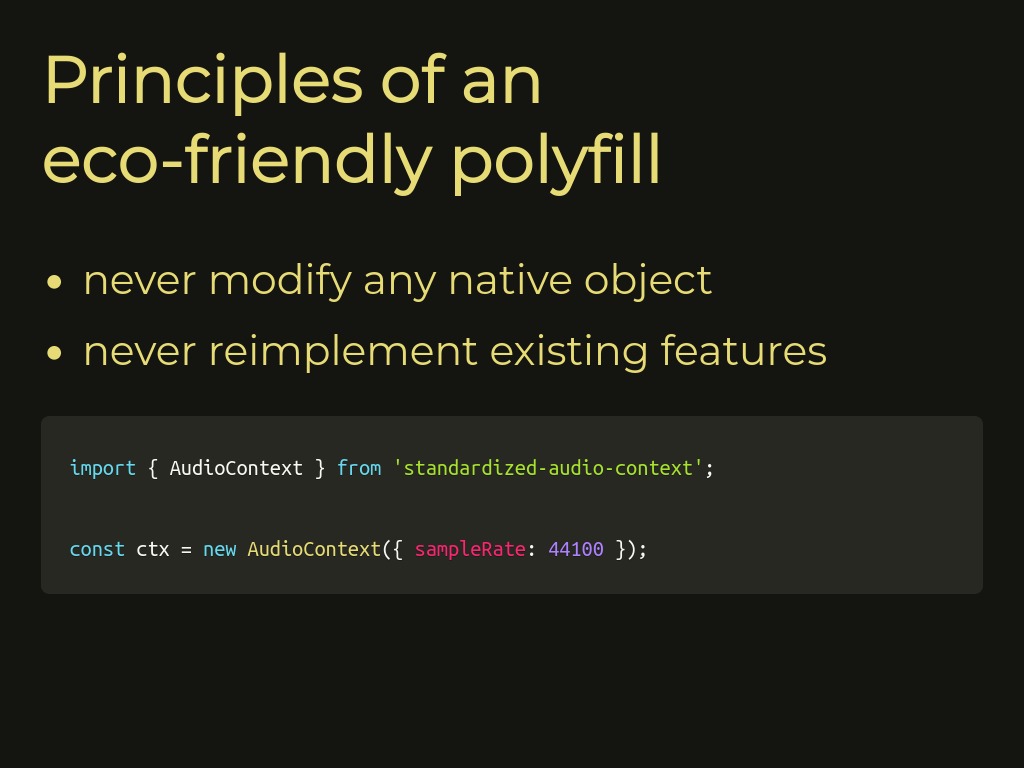 Principles of an
eco-friendly polyfill
• never modify any native object
• never reimplement existing features
import { AudioContext } from 'standardized-audio-context';
const ctx = new AudioContext({ sampleRate: 44100 });